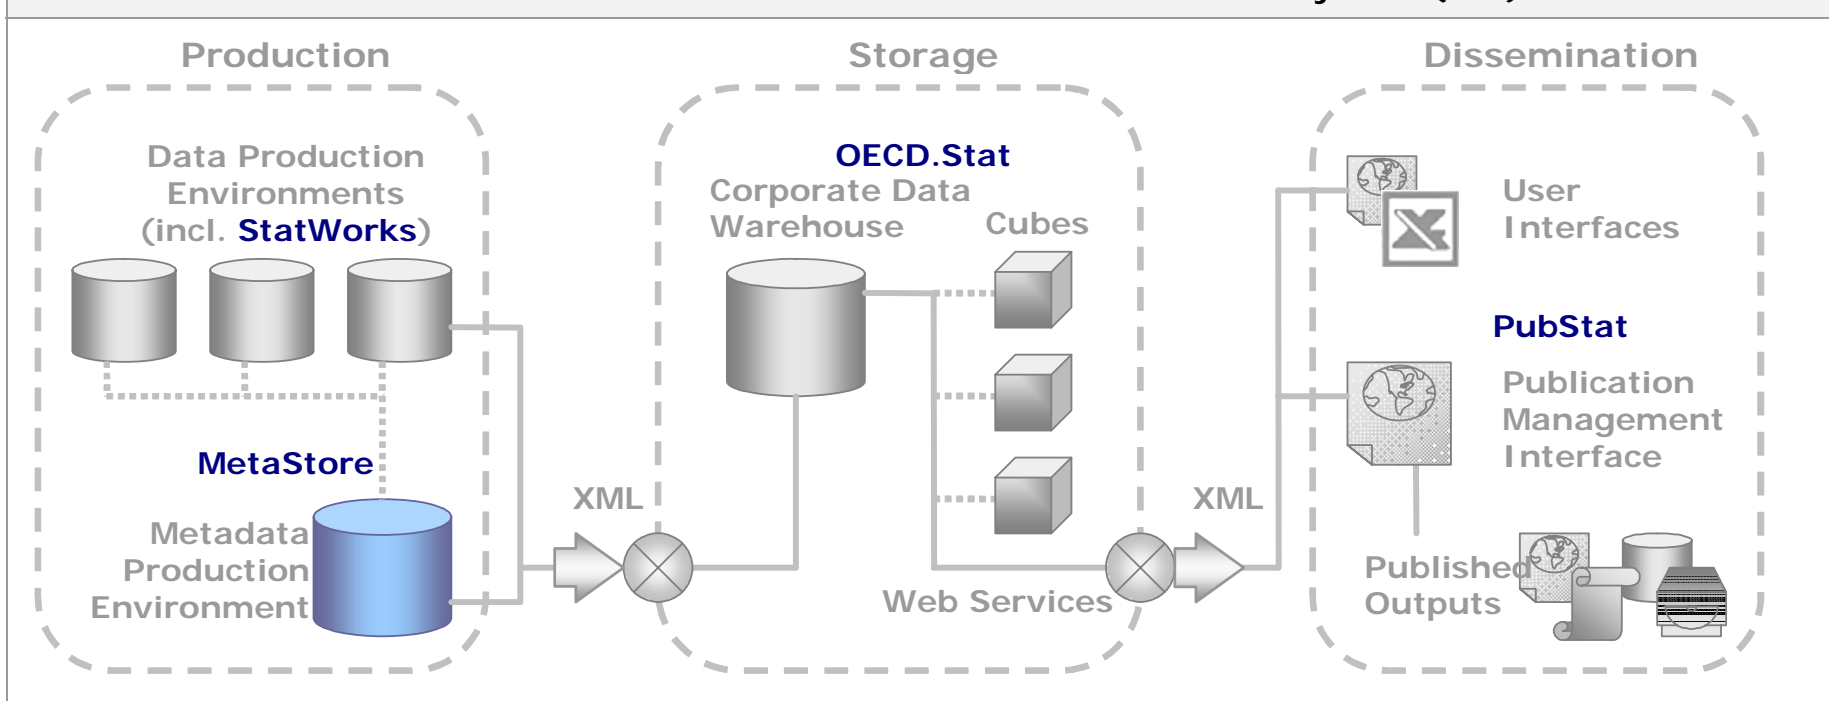 Production
Storage
Dissemination
Data Production
Environments
(incl. StatWorks)
MetaStore
Metadata
Production
Environment
XML
OECD.Stat
Corporate Data
Warehouse
Cubes
Web Services
XML
User
Interfaces
PubStat
Publication
Management
Interface
Published
Outputs